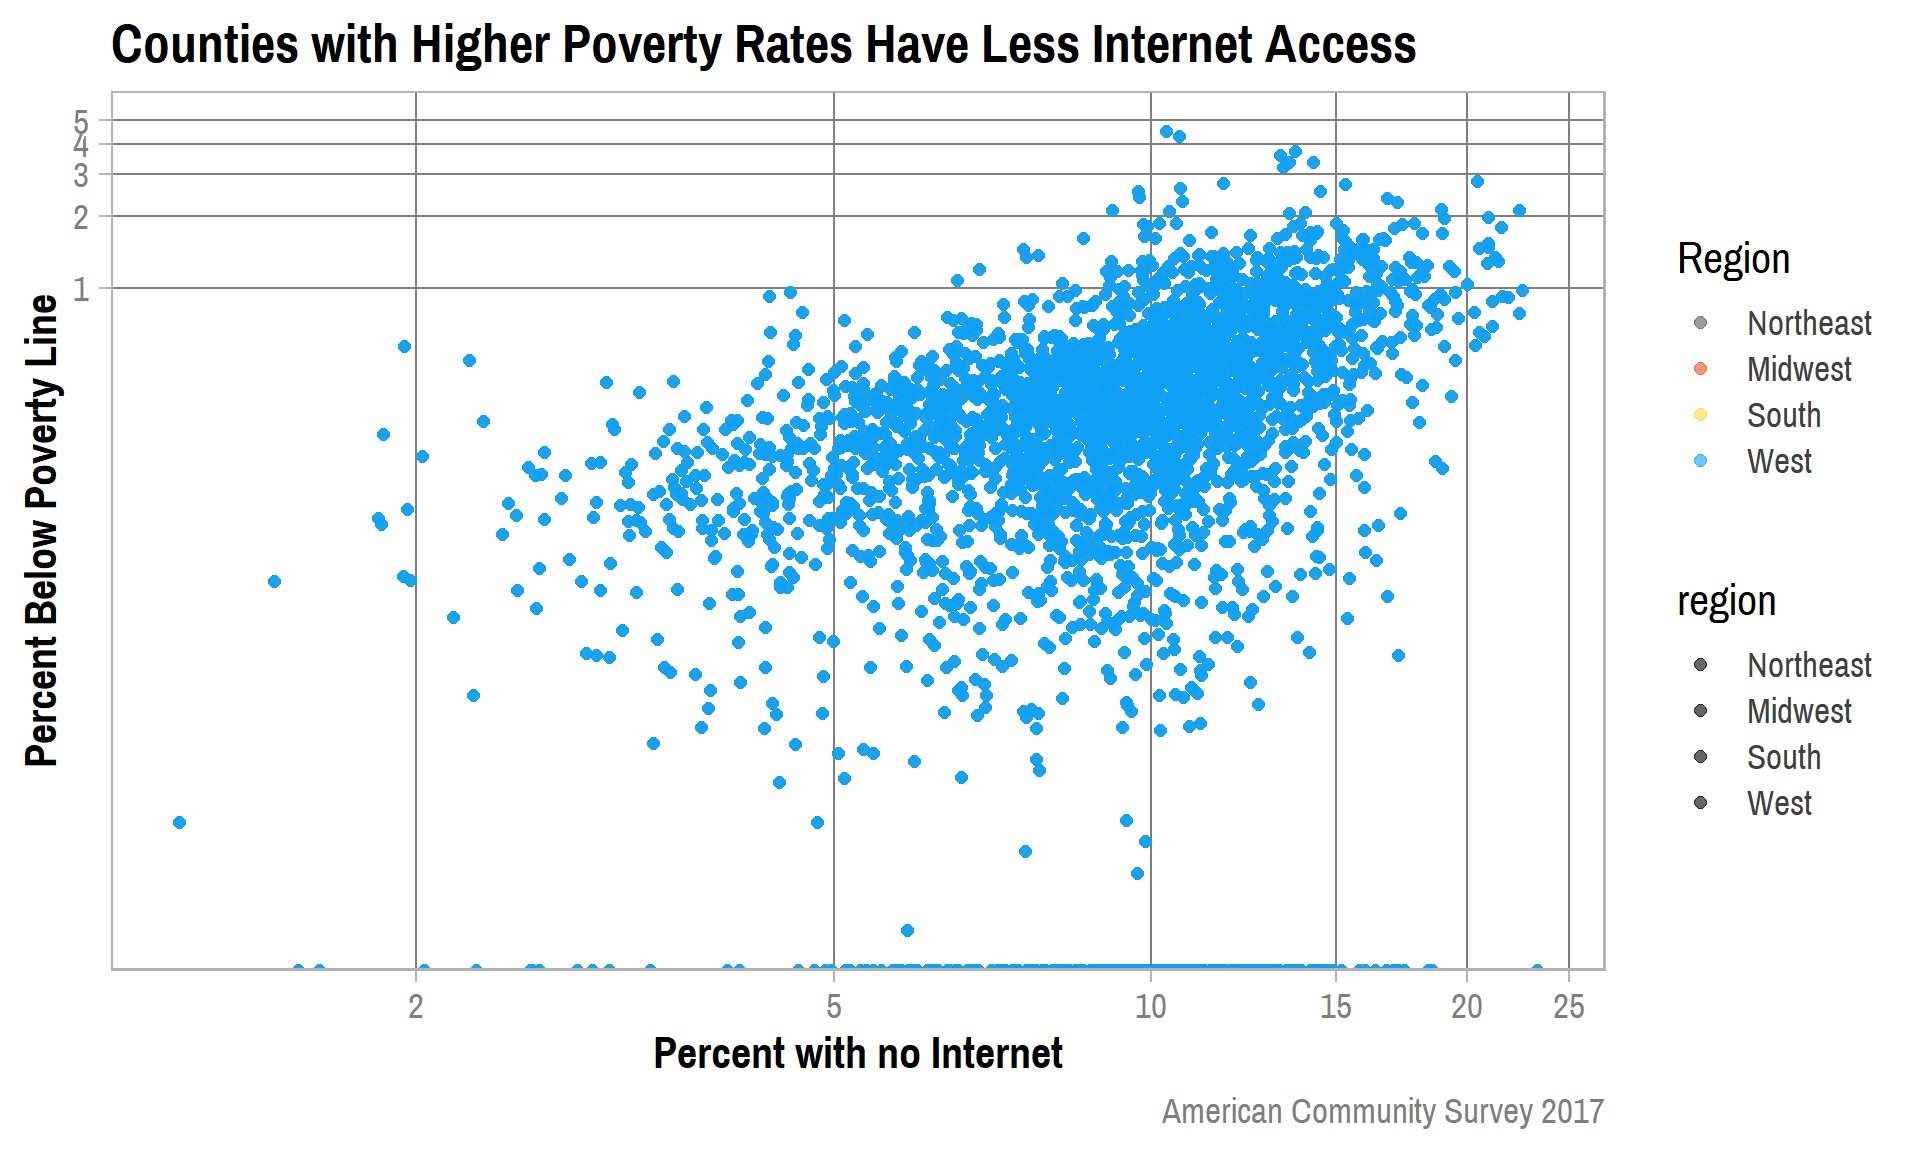 Counties with Higher Poverty Rates Have Less Internet Access
5
4
3
2
1
Percent Below Poverty Line
2
5
10
15
20
25
Percent with no Internet
American Community Survey 2017
Region
Northeast
Midwest
South
West
region
Northeast
Midwest
South
West